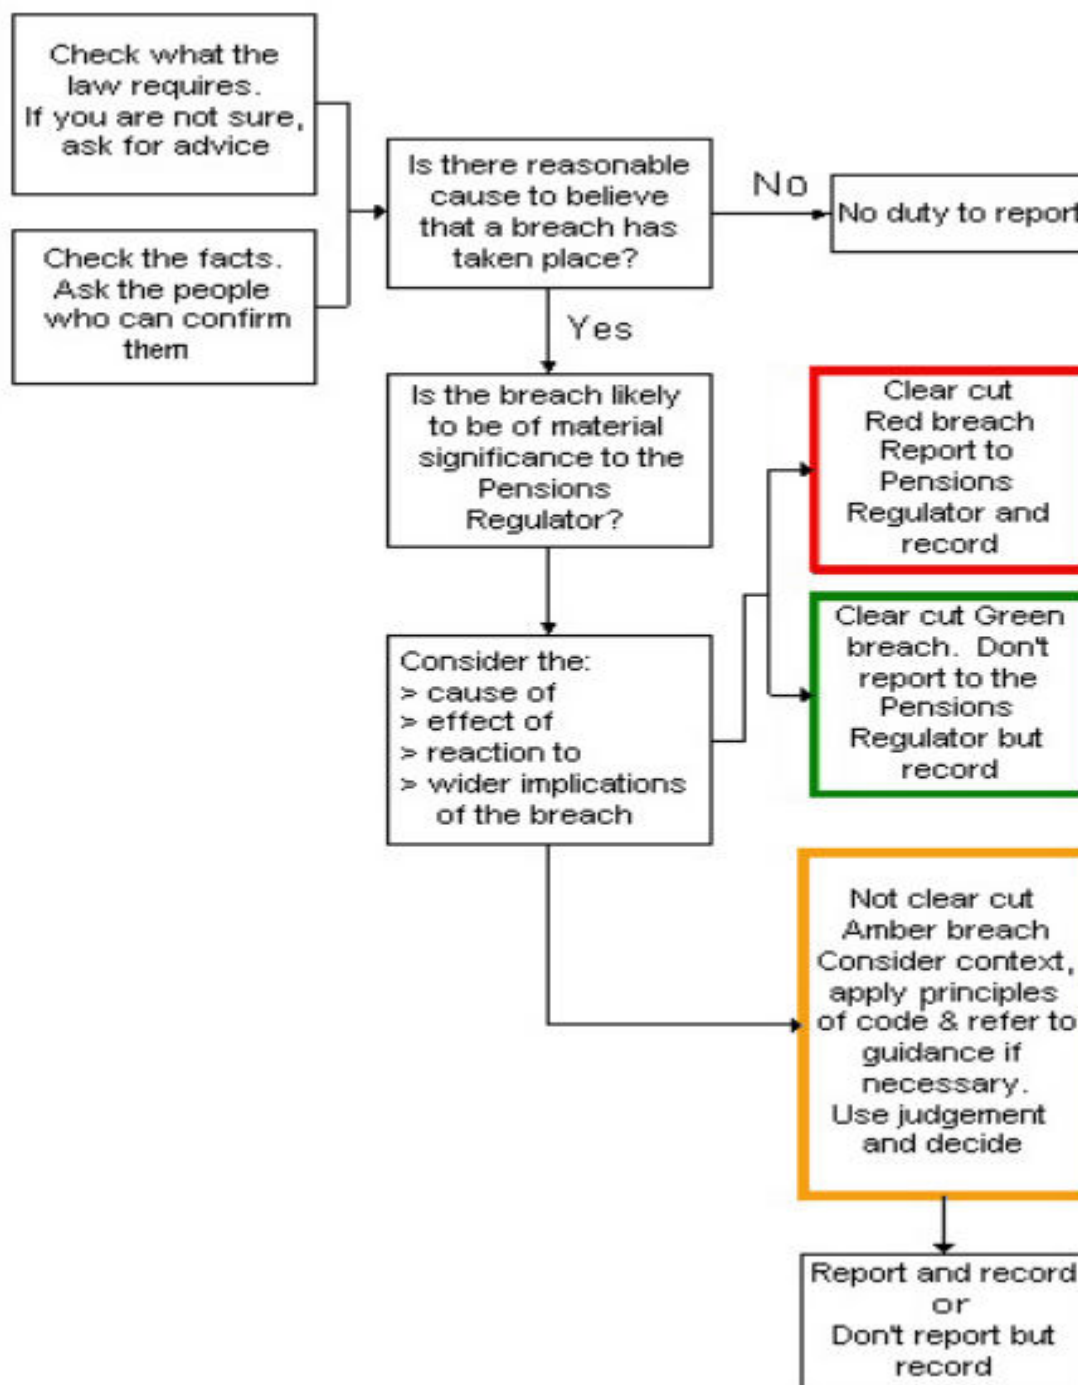 Check what the
law requires.
If you are not sure,
ask for advice
Check the facts.
Ask the people
who can confirm
them
Is there reasonable
cause to believe
that a breach has
taken place?
No
No duty to report
Yes
Is the breach likely
to be of material
significance to the
Pensions
Regulator?
Consider the:
> cause of
> effect of
> reaction to
> wider implications
of the breach
Clear cut
Red breach
Report to
Pensions
Regulator and
record
Clear cut Green
breach. Don't
report to the
Pensions
Regulator but
record
Not clear cut
Amber breach
Consider context,
apply principles
of code & refer to
guidance if
necessary.
Use judgement
and decide
Report and record
or
Don't report but
record